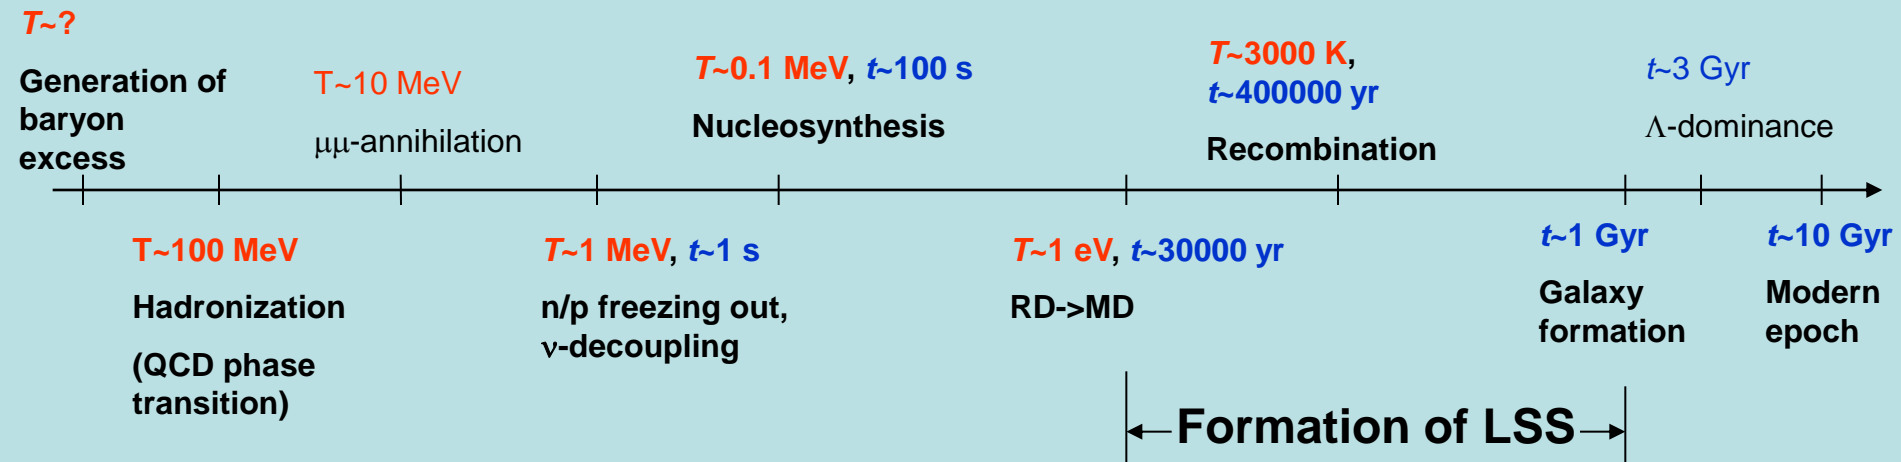 T~?
Generation of
baryon
excess
T~100 MeV
Hadronization
(QCD phase
transition)
T~10 MeV
μμ-annihilation
T~1 MeV, t~1 s
n/p freezing out,
ν-decoupling
T~0.1 MeV, t~100 s
Nucleosynthesis
T~1 eV, t~30000 yr
RD->MD
T~3000 K,
t~400000 yr
Recombination
t~1 Gyr
Galaxy
formation
t~3 Gyr
Λ-dominance
t~10 Gyr
Modern
epoch
Formation of LSS